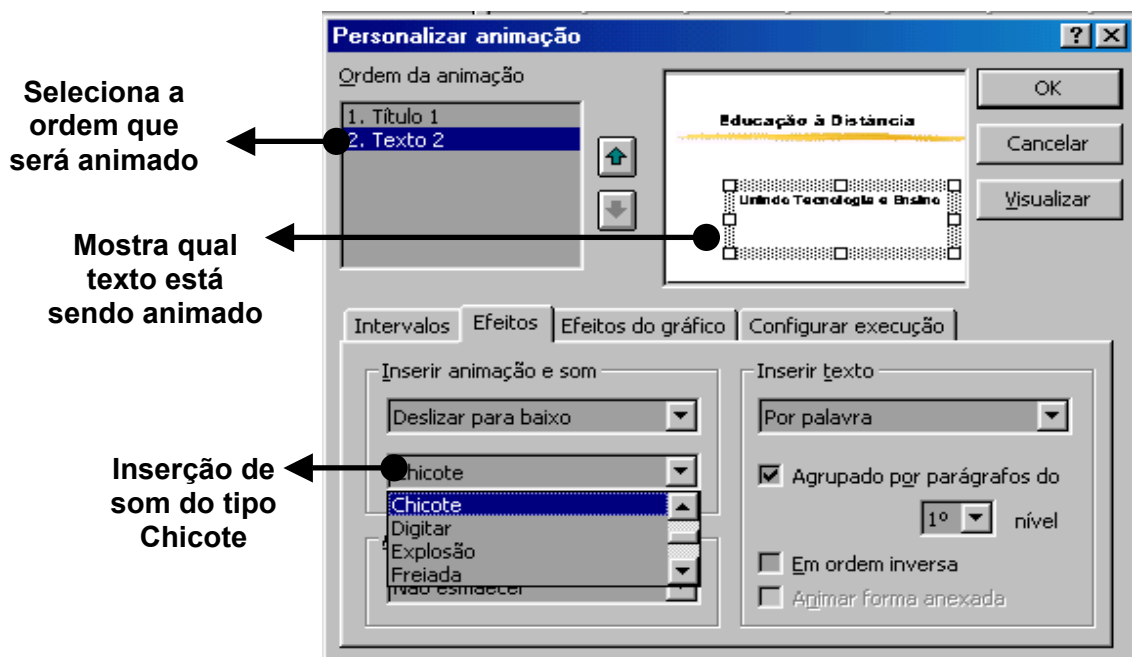 Personalizar animação
Seleciona a
ordem que
será animado
Mostra qual
texto está
sendo animado
Inserção de
som do tipo
Chicote
Ordem da animação
1. Título 1
2. Texto 2
Educação à Distância
Unindo Tecnologia e Ensino
OK
Cancelar
Visualizar
Intervalos
Efeitos
Efeitos do gráfico
Configurar execução
Inserir animação e som
Deslizar para baixo
Chicote
Chicote
Digitar
Explosão
Freiada
Não esmaecer
Inserir texto
Por palavra
Agrupado por parágrafos do
1º nível
Em ordem inversa
Animar forma anexada